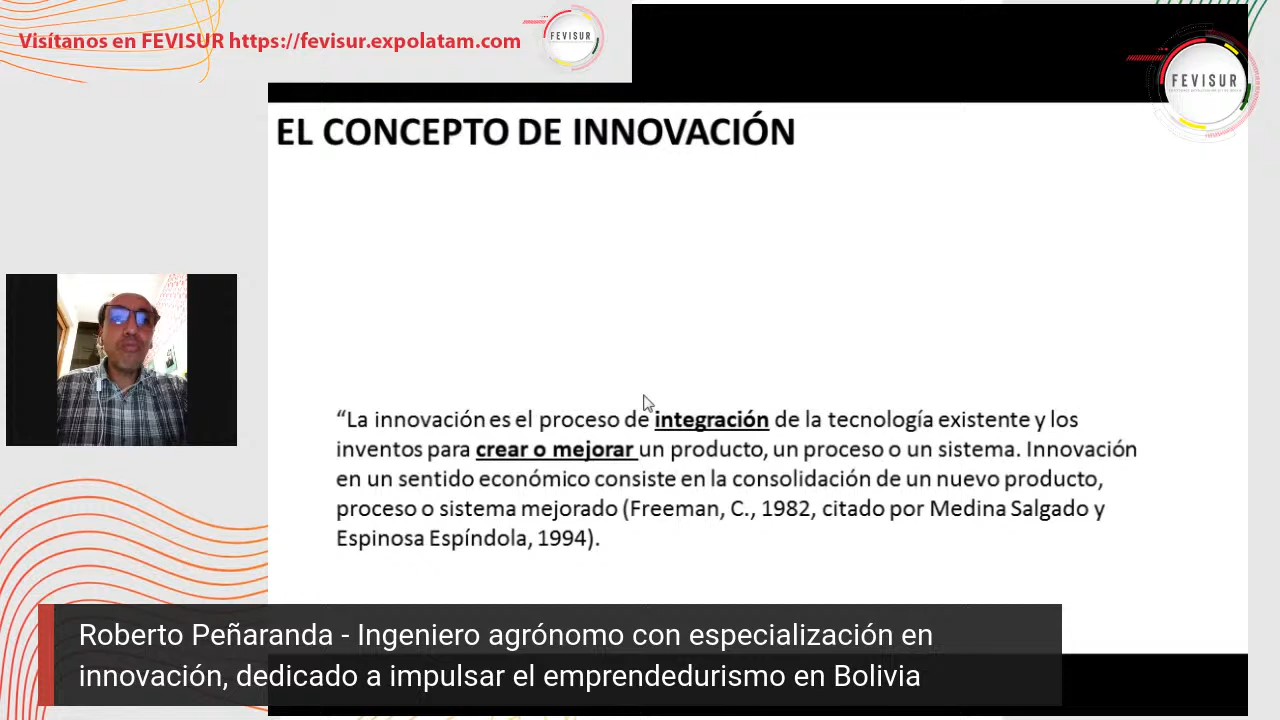 Visítanos en FEVISUR https://fevisur.expolatam.com
FEVISUR
FEVISUR
EL CONCEPTO DE INNOVACIÓN
“La innovación es el proceso de integración de la tecnología existente y los
inventos para crear o mejorar un producto, un proceso o un sistema. Innovación
en un sentido económico consiste en la consolidación de un nuevo producto,
proceso o sistema mejorado (Freeman, C., 1982, citado por Medina Salgado y
Espinosa Espíndola, 1994).
Roberto Peñaranda - Ingeniero agrónomo con especialización en
innovación, dedicado a impulsar el emprendedurismo en Bolivia